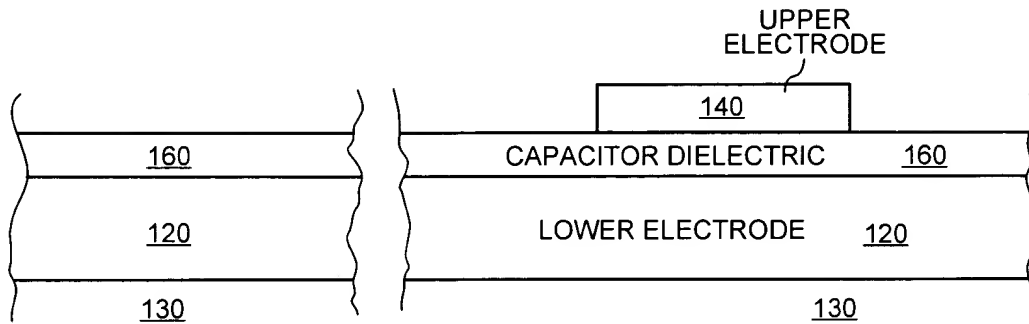 UPPER
ELECTRODE
140
160
CAPACITOR DIELECTRIC 160
120
LOWER ELECTRODE 120
130
130